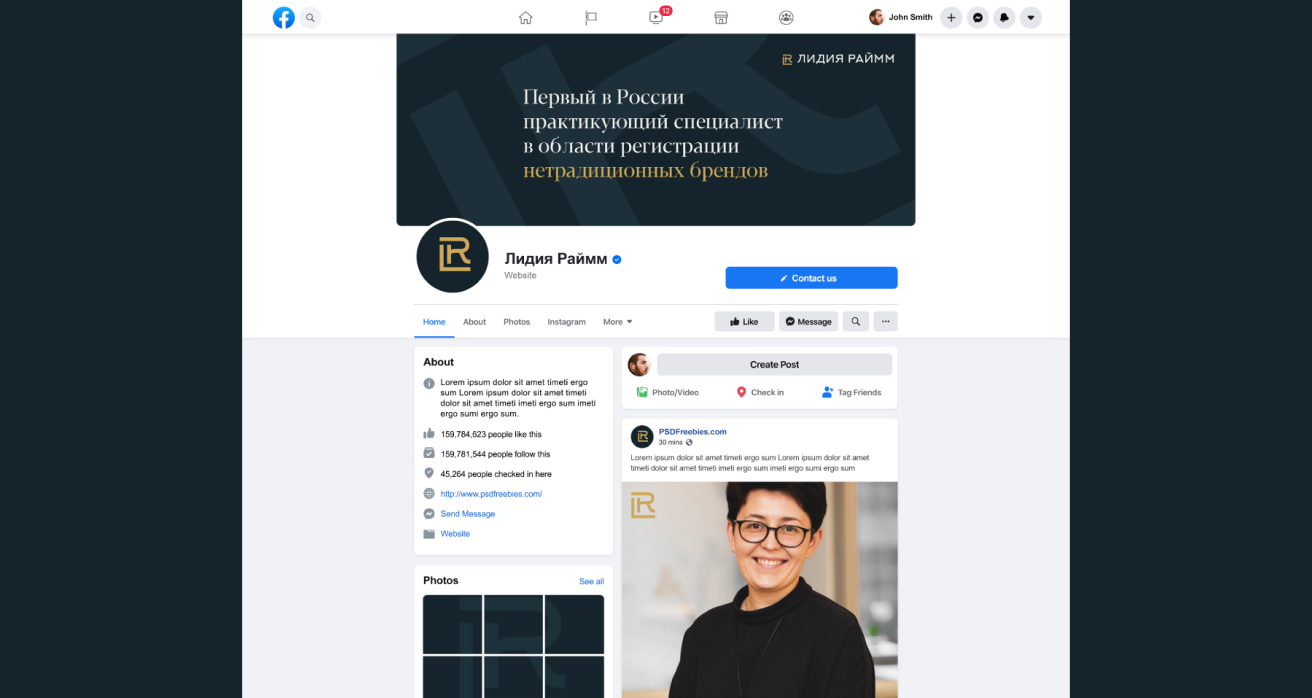 12
John Smith
ЛИДИЯ РАЙММ
Первый в России
практикующий специалист
в области регистрации
нетрадиционных брендов
Лидия Раймм
Website
Contact us
Home About Photos Instagram More
Like Message
About
Lorem ipsum dolor sit amet timeti ergo
sum Lorem ipsum dolor sit amet timeti
dolor sit amet timeti imeti ergo sum imeti
ergo sumi ergo sum.
159,784,623 people like this
159,781,544 people follow this
45,264 people checked in here
http://www.psdfreebies.com/
Send Message
Website
Photos See all
Create Post
Photo/Video Check in Tag Friends
PSDFreebies.com
30 mins
Lorem ipsum dolor sit amet timeti ergo sum Lorem ipsum dolor sit amet
timeti dolor sit amet timeti imeti ergo sum imeti ergo sumi ergo sum